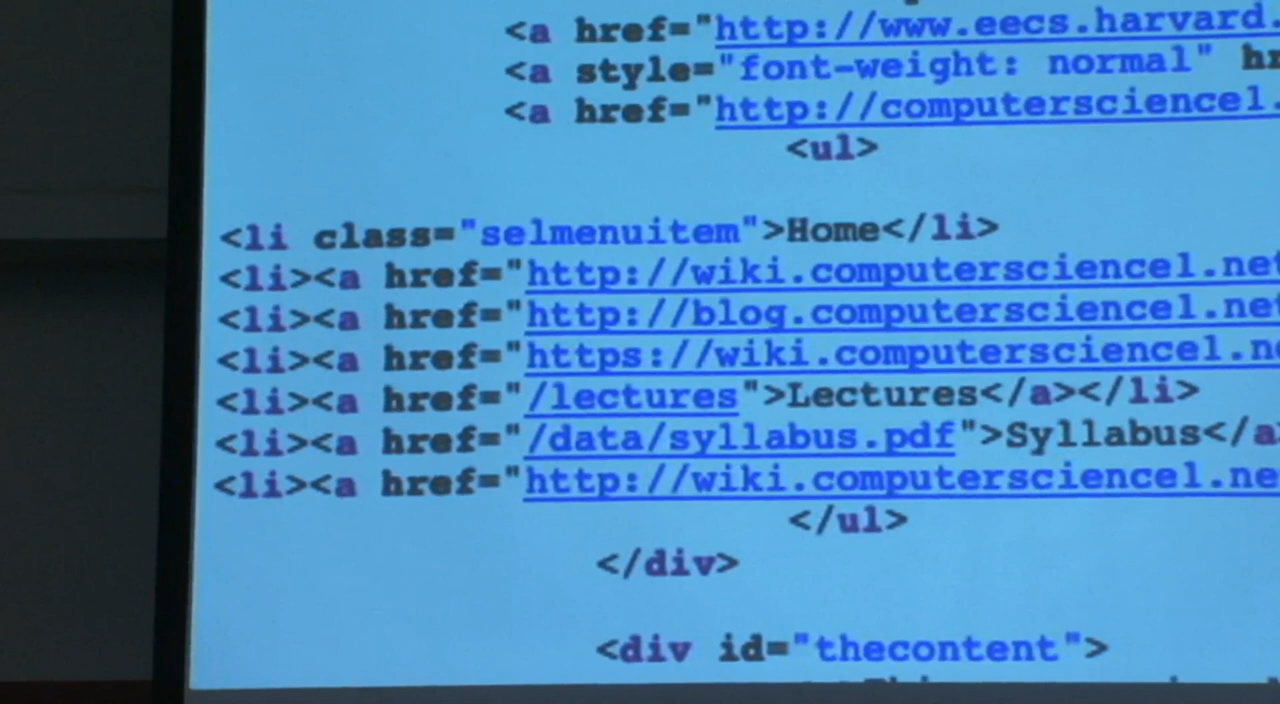 <a href="http://www.eecs.harvard.
<a style="font-weight: normal" hr
<a href="http://computerscience1.
<ul>
<li class="selmenuitem">Home</li>
<li><a href="http://wiki.computerscience1.net
<li><a href="http://blog.computerscience1.net
<li><a href="https://wiki.computerscience1.n
<li><a href="/lectures">Lectures</a></li>
<li><a href="/data/syllabus.pdf">Syllabus</a
<li><a href="http://wiki.computerscience1.ne
</ul>
</div>
<div id="thecontent">